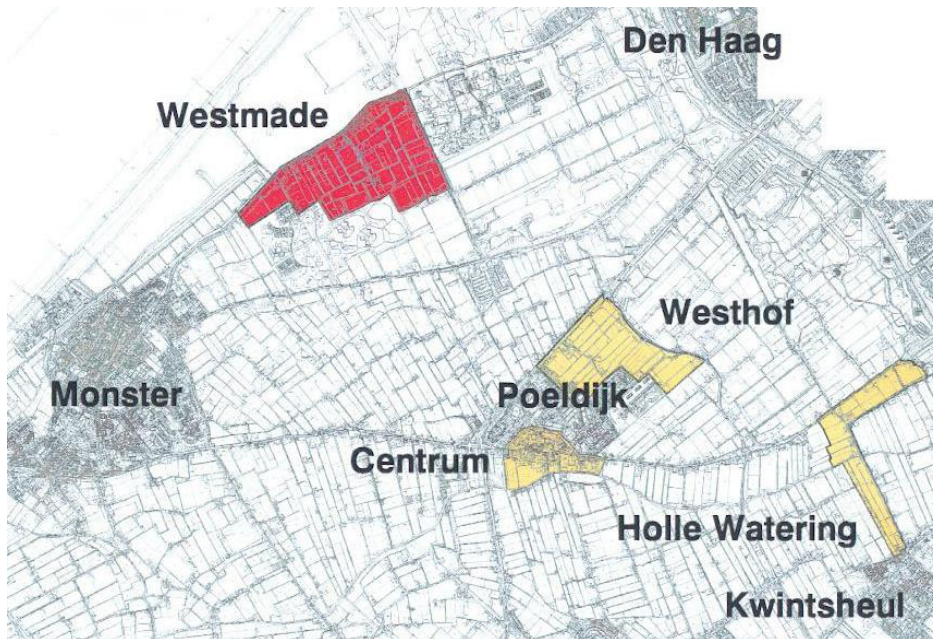 Den Haag
Westmade
Westhof
Monster
Poeldijk
Centrum
Holle Watering
Kwintsheul